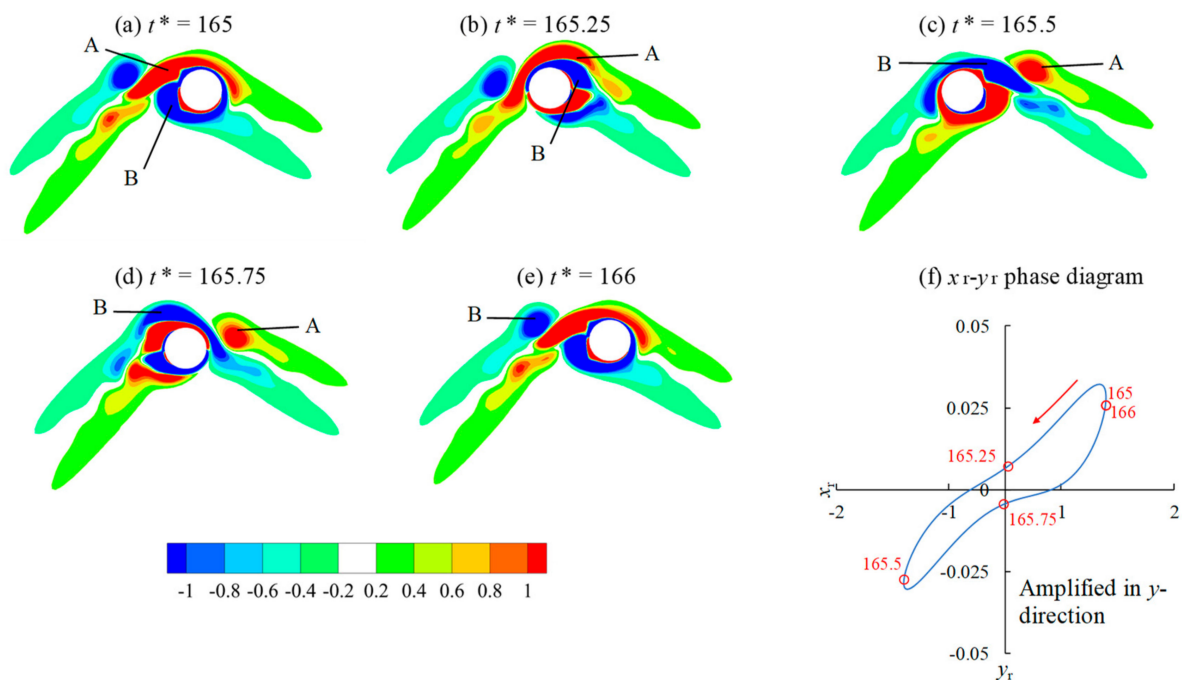 (a) t* = 165
(b) t* = 165.25
(c) t* = 165.5
A
B
A
B
B
A
(d) t* = 165.75
(e) t* = 166
(f) xr-yr phase diagram
B
A
B
0.05
0.025
0
-0.025
-0.05
165
166
165.25
xr
-2
-1
1
2
165.75
165.5
Amplified in y-
direction
yr
-1 -0.8 -0.6 -0.4 -0.2 0.2 0.4 0.6 0.8 1